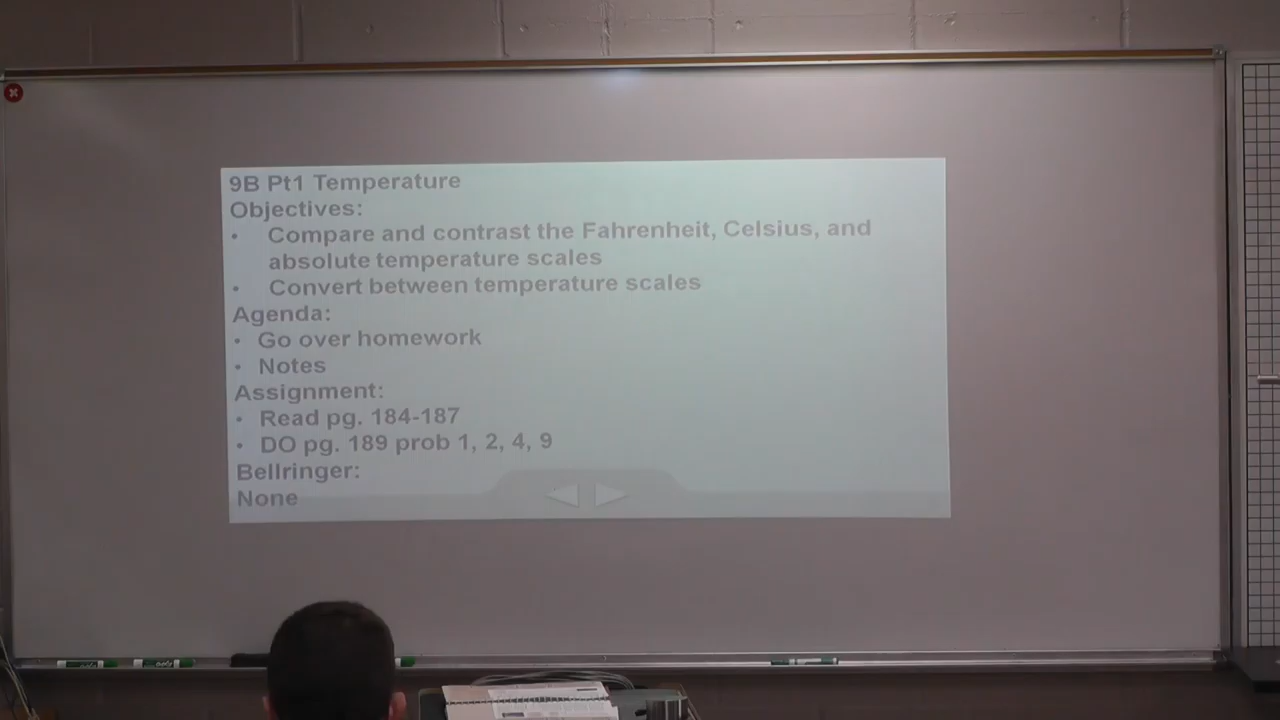 9B Pt1 Temperature
Objectives:
• Compare and contrast the Fahrenheit, Celsius, and
absolute temperature scales
• Convert between temperature scales
Agenda:
• Go over homework
• Notes
Assignment:
• Read pg. 184-187
• DO pg. 189 prob 1, 2, 4, 9
Bellringer:
None